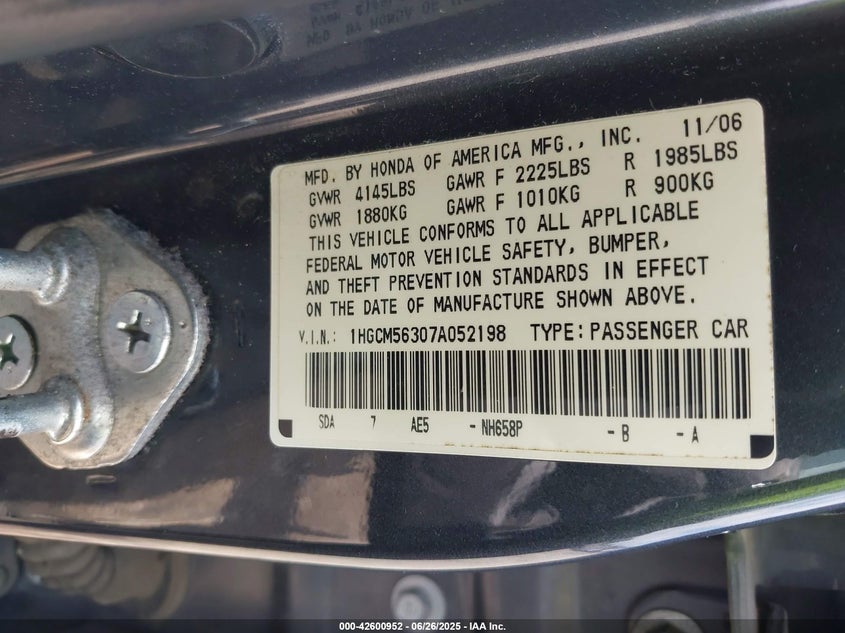 MFD. BY HONDA OF AMERICA MFG., INC. 11/06
GVWR 4145LBS GAWR F 2225LBS R 1985LBS
GVWR 1880KG GAWR F 1010KG R 900KG
THIS VEHICLE CONFORMS TO ALL APPLICABLE
FEDERAL MOTOR VEHICLE SAFETY, BUMPER,
AND THEFT PREVENTION STANDARDS IN EFFECT
ON THE DATE OF MANUFACTURE SHOWN ABOVE.
V.I.N.: 1HGCM56307A052198 TYPE: PASSENGER CAR
SDA 7 AE5 - NH658P - B - A
000-42600952 - 06/26/2025 - IAA Inc.